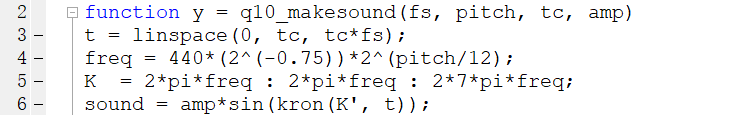 2 function y = q10_makesound(fs, pitch, tc, amp)
3 - t = linspace(0, tc, tc*fs);
4 - freq = 440*(2^(-0.75))*2^(pitch/12);
5 - K  = 2*pi*freq : 2*pi*freq : 2*7*pi*freq;
6 - sound = amp*sin(kron(K', t));